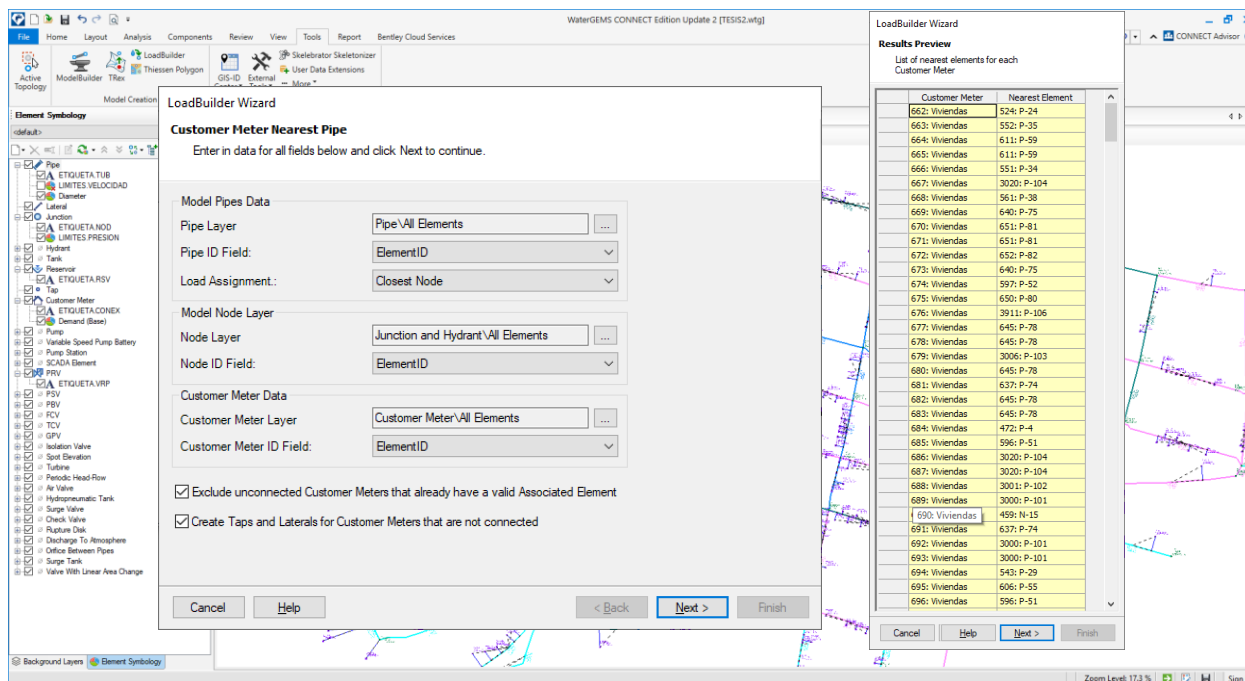 WaterGEMS CONNECT Edition Update 2 [TESIS2.wtg]
File Home Layout Analysis Components Review View Tools Report Bentley Cloud Services
CONNECT Advisor
Active Topology
ModelBuilder
TRex
LoadBuilder
Thiessen Polygon
Model Creation
GIS-ID
External
Skelebrator Skeletonizer
User Data Extensions
More
Element Symbology
<default>
Pipe
ETIQUETA.TUB
LIMITES.VELOCIDAD
Diameter
Lateral
Junction
ETIQUETA.NOD
LIMITES.PRESION
Hydrant
Tank
Reservoir
ETIQUETA.RSV
Tap
Customer Meter
ETIQUETA.CONEX
Demand (Base)
Pump
Variable Speed Pump Battery
Pump Station
SCADA Element
PRV
ETIQUETA.VRP
PSV
PBV
FCV
TCV
GPV
Isolation Valve
Spot Elevation
Turbine
Periodic Head-Flow
Air Valve
Hydropneumatic Tank
Surge Valve
Check Valve
Rupture Disk
Discharge To Atmosphere
Orifice Between Pipes
Surge Tank
Valve With Linear Area Change
Background Layers Element Symbology
LoadBuilder Wizard
Customer Meter Nearest Pipe
Enter in data for all fields below and click Next to continue.
Model Pipes Data
Pipe Layer Pipe\All Elements ...
Pipe ID Field: ElementID
Load Assignment.: Closest Node
Model Node Layer
Node Layer Junction and Hydrant\All Elements ...
Node ID Field: ElementID
Customer Meter Data
Customer Meter Layer Customer Meter\All Elements ...
Customer Meter ID Field: ElementID
Exclude unconnected Customer Meters that already have a valid Associated Element
Create Taps and Laterals for Customer Meters that are not connected
Cancel Help < Back Next > Finish
LoadBuilder Wizard
Results Preview
List of nearest elements for each
Customer Meter
Customer Meter Nearest Element
662: Viviendas 524: P-24
663: Viviendas 552: P-35
664: Viviendas 611: P-59
665: Viviendas 611: P-59
666: Viviendas 551: P-34
667: Viviendas 3020: P-104
668: Viviendas 561: P-38
669: Viviendas 640: P-75
670: Viviendas 651: P-81
671: Viviendas 651: P-81
672: Viviendas 652: P-82
673: Viviendas 640: P-75
674: Viviendas 597: P-52
675: Viviendas 650: P-80
676: Viviendas 3911: P-106
677: Viviendas 645: P-78
678: Viviendas 645: P-78
679: Viviendas 3006: P-103
680: Viviendas 645: P-78
681: Viviendas 637: P-74
682: Viviendas 645: P-78
683: Viviendas 645: P-78
684: Viviendas 472: P-4
685: Viviendas 596: P-51
686: Viviendas 3020: P-104
687: Viviendas 3020: P-104
688: Viviendas 3001: P-102
689: Viviendas 3000: P-101
690: Viviendas 459: N-15
691: Viviendas 637: P-74
692: Viviendas 3000: P-101
693: Viviendas 3000: P-101
694: Viviendas 543: P-29
695: Viviendas 606: P-55
696: Viviendas 596: P-51
Cancel Help Next > Finish
Zoom Level: 17.3 %
Sign